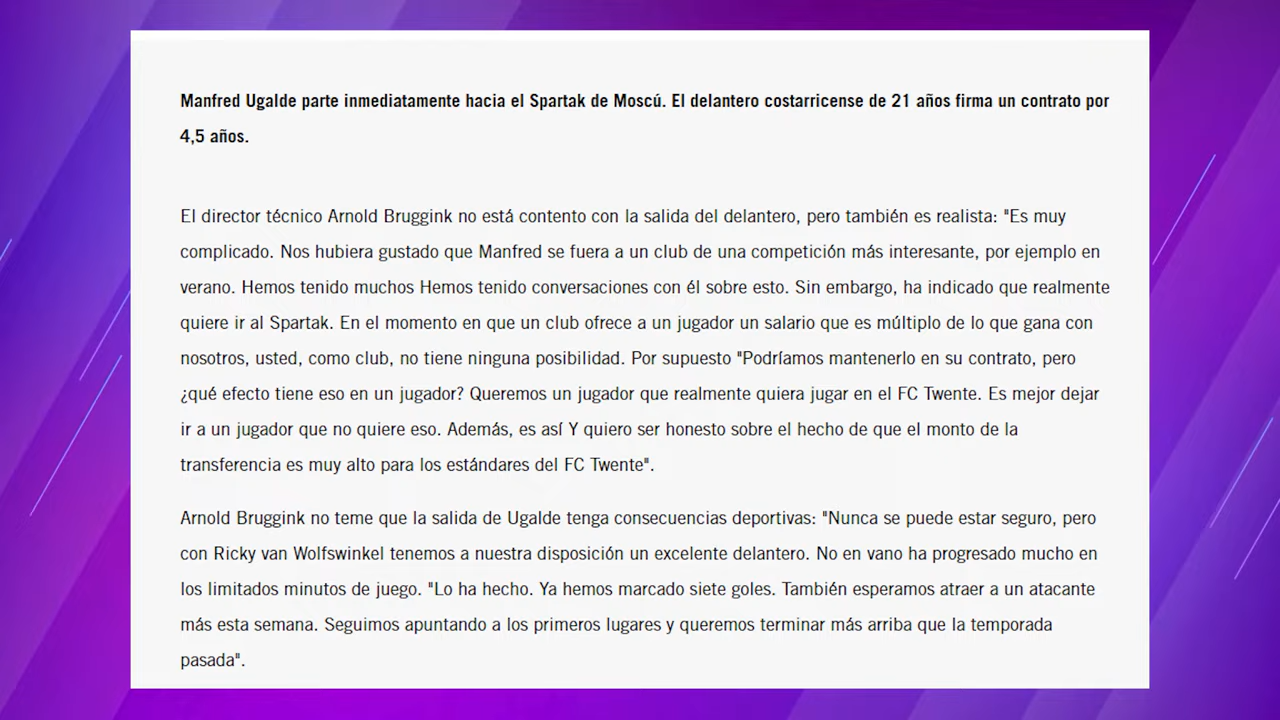 Manfred Ugalde parte inmediatamente hacia el Spartak de Moscú. El delantero costarricense de 21 años firma un contrato por
4,5 años.
El director técnico Arnold Bruggink no está contento con la salida del delantero, pero también es realista: "Es muy
complicado. Nos hubiera gustado que Manfred se fuera a un club de una competición más interesante, por ejemplo en
verano. Hemos tenido muchos Hemos tenido conversaciones con él sobre esto. Sin embargo, ha indicado que realmente
quiere ir al Spartak. En el momento en que un club ofrece a un jugador un salario que es múltiplo de lo que gana con
nosotros, usted, como club, no tiene ninguna posibilidad. Por supuesto "Podríamos mantenerlo en su contrato, pero
¿qué efecto tiene eso en un jugador? Queremos un jugador que realmente quiera jugar en el FC Twente. Es mejor dejar
ir a un jugador que no quiere eso. Además, es así Y quiero ser honesto sobre el hecho de que el monto de la
transferencia es muy alto para los estándares del FC Twente".
Arnold Bruggink no teme que la salida de Ugalde tenga consecuencias deportivas: "Nunca se puede estar seguro, pero
con Ricky van Wolfswinkel tenemos a nuestra disposición un excelente delantero. No en vano ha progresado mucho en
los limitados minutos de juego. "Lo ha hecho. Ya hemos marcado siete goles. También esperamos atraer a un atacante
más esta semana. Seguimos apuntando a los primeros lugares y queremos terminar más arriba que la temporada
pasada".